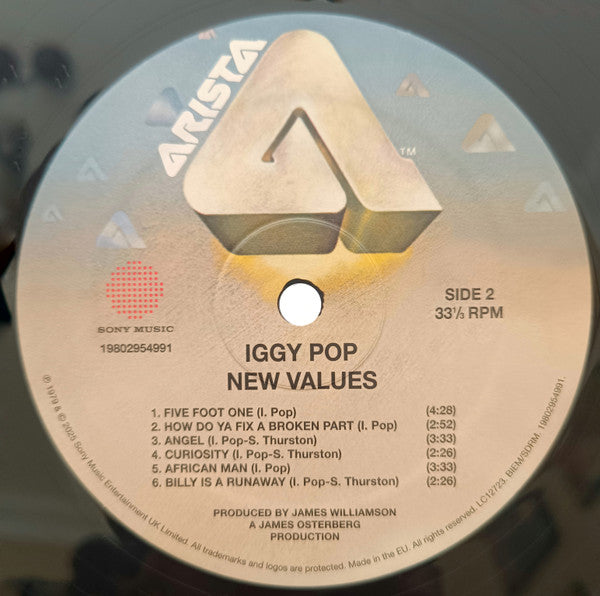 ARISTA
TM
SONY MUSIC
19802954991
SIDE 2
33⅓ RPM
IGGY POP
NEW VALUES
1. FIVE FOOT ONE (I. Pop) (4:28)
2. HOW DO YA FIX A BROKEN PART (I. Pop) (2:52)
3. ANGEL (I. Pop-S. Thurston) (3:33)
4. CURIOSITY (I. Pop-S. Thurston) (2:26)
5. AFRICAN MAN (I. Pop) (3:33)
6. BILLY IS A RUNAWAY (I. Pop-S. Thurston) (2:26)
PRODUCED BY JAMES WILLIAMSON
A JAMES OSTERBERG
PRODUCTION
℗ 1979 & © 2025 Sony Music Entertainment UK Limited. All trademarks and logos are protected. Made in the EU. All rights reserved. LC12723. BIEM/SDRM. 19802954991.